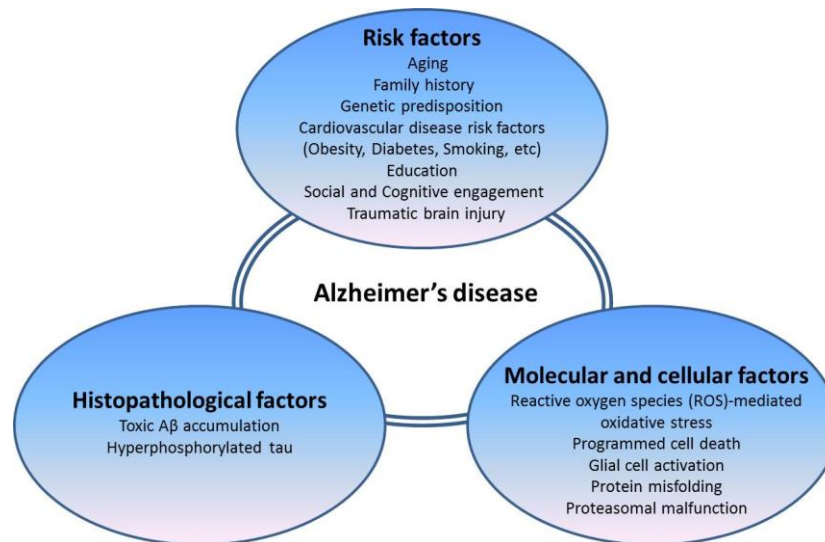 Risk factors
Aging
Family history
Genetic predisposition
Cardiovascular disease risk factors
(Obesity, Diabetes, Smoking, etc)
Education
Social and Cognitive engagement
Traumatic brain injury
Alzheimer’s disease
Histopathological factors
Toxic Aβ accumulation
Hyperphosphorylated tau
Molecular and cellular factors
Reactive oxygen species (ROS)-mediated
oxidative stress
Programmed cell death
Glial cell activation
Protein misfolding
Proteasomal malfunction